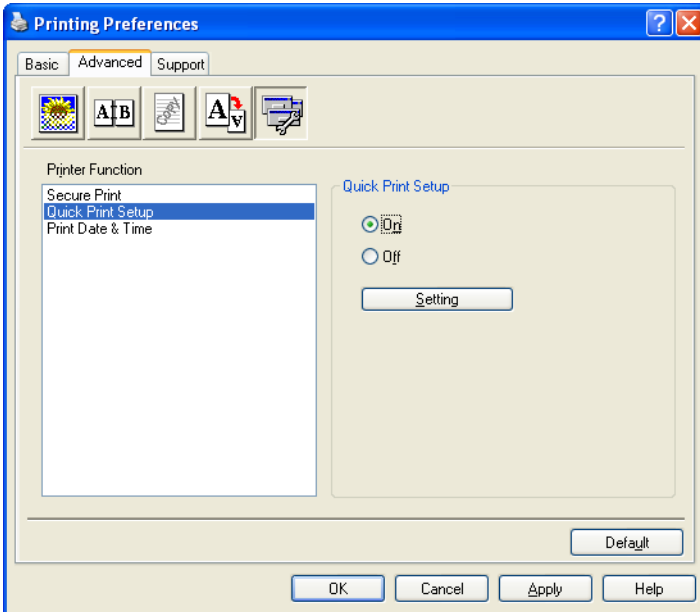 Printing Preferences
Basic Advanced Support
A B Copy A A
Printer Function
Secure Print
Quick Print Setup
Print Date & Time
Quick Print Setup
On
Off
Setting
Default
OK Cancel Apply Help